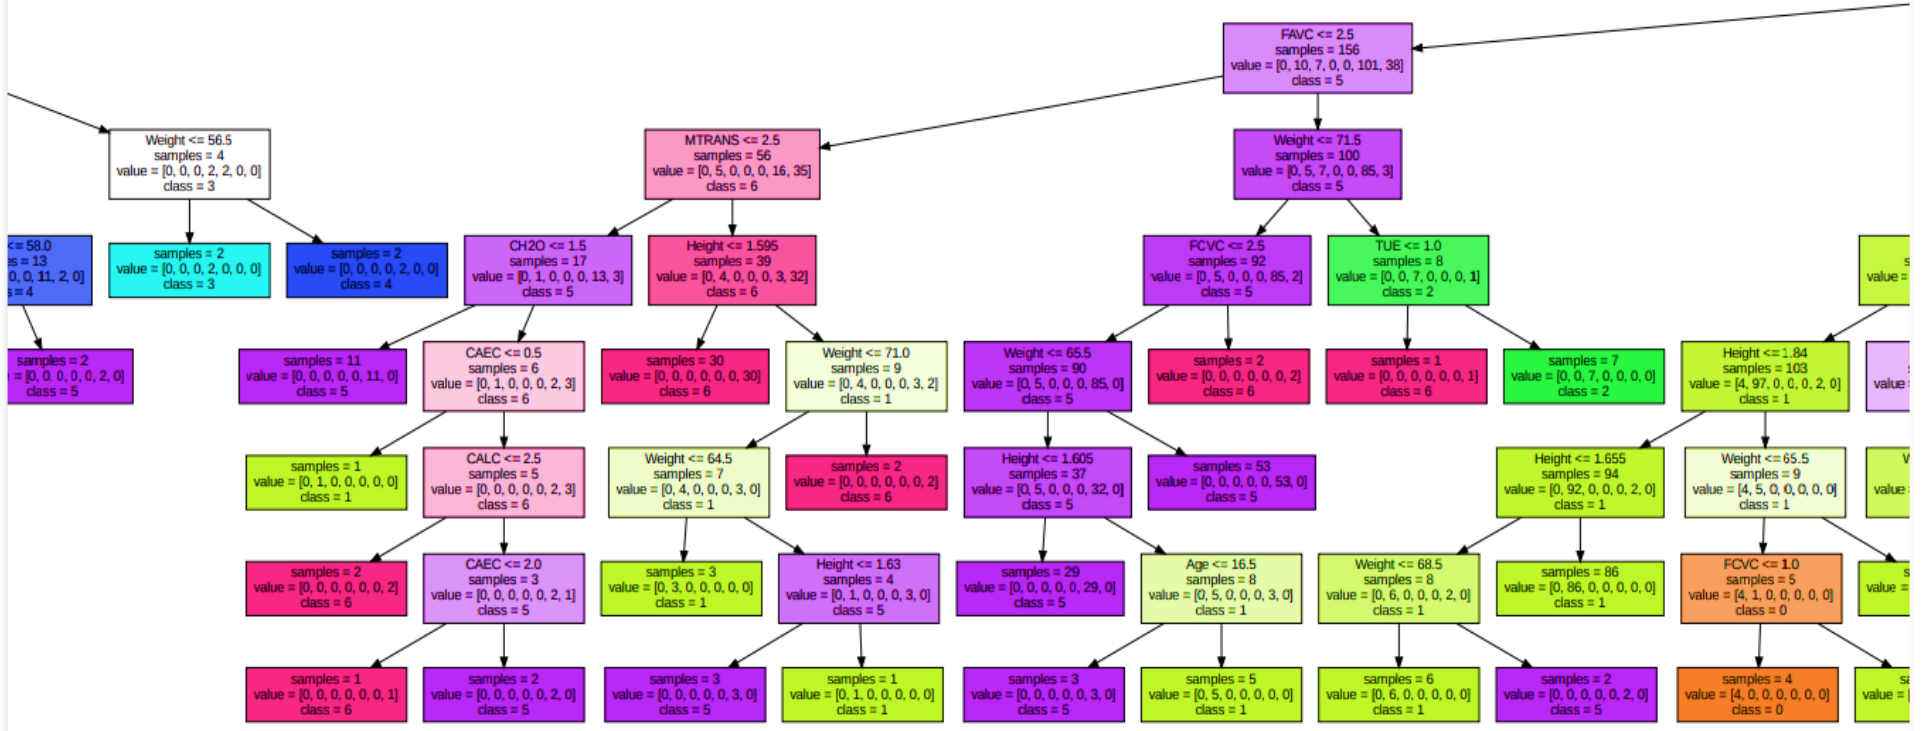 FAVC <= 2.5
samples = 156
value = [0, 10, 7, 0, 0, 101, 38]
class = 5
Weight <= 56.5
samples = 4
value = [0, 0, 0, 2, 2, 0, 0]
class = 3
MTRANS <= 2.5
samples = 56
value = [0, 5, 0, 0, 0, 16, 35]
class = 6
Weight <= 71.5
samples = 100
value = [0, 5, 7, 0, 0, 85, 3]
class = 5
<= 58.0
= 13
0, 0, 11, 2, 0]
= 4
samples = 2
value = [0, 0, 0, 2, 0, 0, 0]
class = 3
samples = 2
value = [0, 0, 0, 0, 2, 0, 0]
class = 4
CH2O <= 1.5
samples = 17
value = [0, 1, 0, 0, 0, 13, 3]
class = 5
Height <= 1.595
samples = 39
value = [0, 4, 0, 0, 0, 3, 32]
class = 6
FCVC <= 2.5
samples = 92
value = [0, 5, 0, 0, 0, 85, 2]
class = 5
TUE <= 1.0
samples = 8
value = [0, 0, 7, 0, 0, 0, 1]
class = 2
value =
samples = 2
= [0, 0, 0, 0, 0, 2, 0]
class = 5
samples = 11
value = [0, 0, 0, 0, 0, 11, 0]
class = 5
CAEC <= 0.5
samples = 6
value = [0, 1, 0, 0, 0, 2, 3]
class = 6
samples = 30
value = [0, 0, 0, 0, 0, 0, 30]
class = 6
Weight <= 71.0
samples = 9
value = [0, 4, 0, 0, 0, 3, 2]
class = 1
Weight <= 65.5
samples = 90
value = [0, 5, 0, 0, 0, 85, 0]
class = 5
samples = 2
value = [0, 0, 0, 0, 0, 0, 2]
class = 6
samples = 1
value = [0, 0, 0, 0, 0, 0, 1]
class = 6
samples = 7
value = [0, 0, 7, 0, 0, 0, 0]
class = 2
Height <= 1.84
samples = 103
value = [4, 97, 0, 0, 0, 2, 0]
class = 1
value
samples = 1
value = [0, 1, 0, 0, 0, 0, 0]
class = 1
CALC <= 2.5
samples = 5
value = [0, 0, 0, 0, 0, 2, 3]
class = 6
Weight <= 64.5
samples = 7
value = [0, 4, 0, 0, 0, 3, 0]
class = 1
samples = 2
value = [0, 0, 0, 0, 0, 0, 2]
class = 6
Height <= 1.605
samples = 37
value = [0, 5, 0, 0, 0, 32, 0]
class = 5
samples = 53
value = [0, 0, 0, 0, 0, 53, 0]
class = 5
Height <= 1.655
samples = 94
value = [0, 92, 0, 0, 0, 2, 0]
class = 1
Weight <= 65.5
samples = 9
value = [4, 5, 0, 0, 0, 0, 0]
class = 1
value
samples = 2
value = [0, 0, 0, 0, 0, 0, 2]
class = 6
CAEC <= 2.0
samples = 3
value = [0, 0, 0, 0, 0, 2, 1]
class = 5
samples = 3
value = [0, 3, 0, 0, 0, 0, 0]
class = 1
Height <= 1.63
samples = 4
value = [0, 1, 0, 0, 0, 3, 0]
class = 5
samples = 29
value = [0, 0, 0, 0, 0, 29, 0]
class = 5
Age <= 16.5
samples = 8
value = [0, 5, 0, 0, 0, 3, 0]
class = 1
Weight <= 68.5
samples = 8
value = [0, 6, 0, 0, 0, 2, 0]
class = 1
samples = 86
value = [0, 86, 0, 0, 0, 0, 0]
class = 1
FCVC <= 1.0
samples = 5
value = [4, 1, 0, 0, 0, 0, 0]
class = 0
value =
samples = 1
value = [0, 0, 0, 0, 0, 0, 1]
class = 6
samples = 2
value = [0, 0, 0, 0, 0, 2, 0]
class = 5
samples = 3
value = [0, 0, 0, 0, 0, 3, 0]
class = 5
samples = 1
value = [0, 1, 0, 0, 0, 0, 0]
class = 1
samples = 3
value = [0, 0, 0, 0, 0, 3, 0]
class = 5
samples = 5
value = [0, 5, 0, 0, 0, 0, 0]
class = 1
samples = 6
value = [0, 6, 0, 0, 0, 0, 0]
class = 1
samples = 2
value = [0, 0, 0, 0, 0, 2, 0]
class = 5
samples = 4
value = [4, 0, 0, 0, 0, 0, 0]
class = 0
value = [